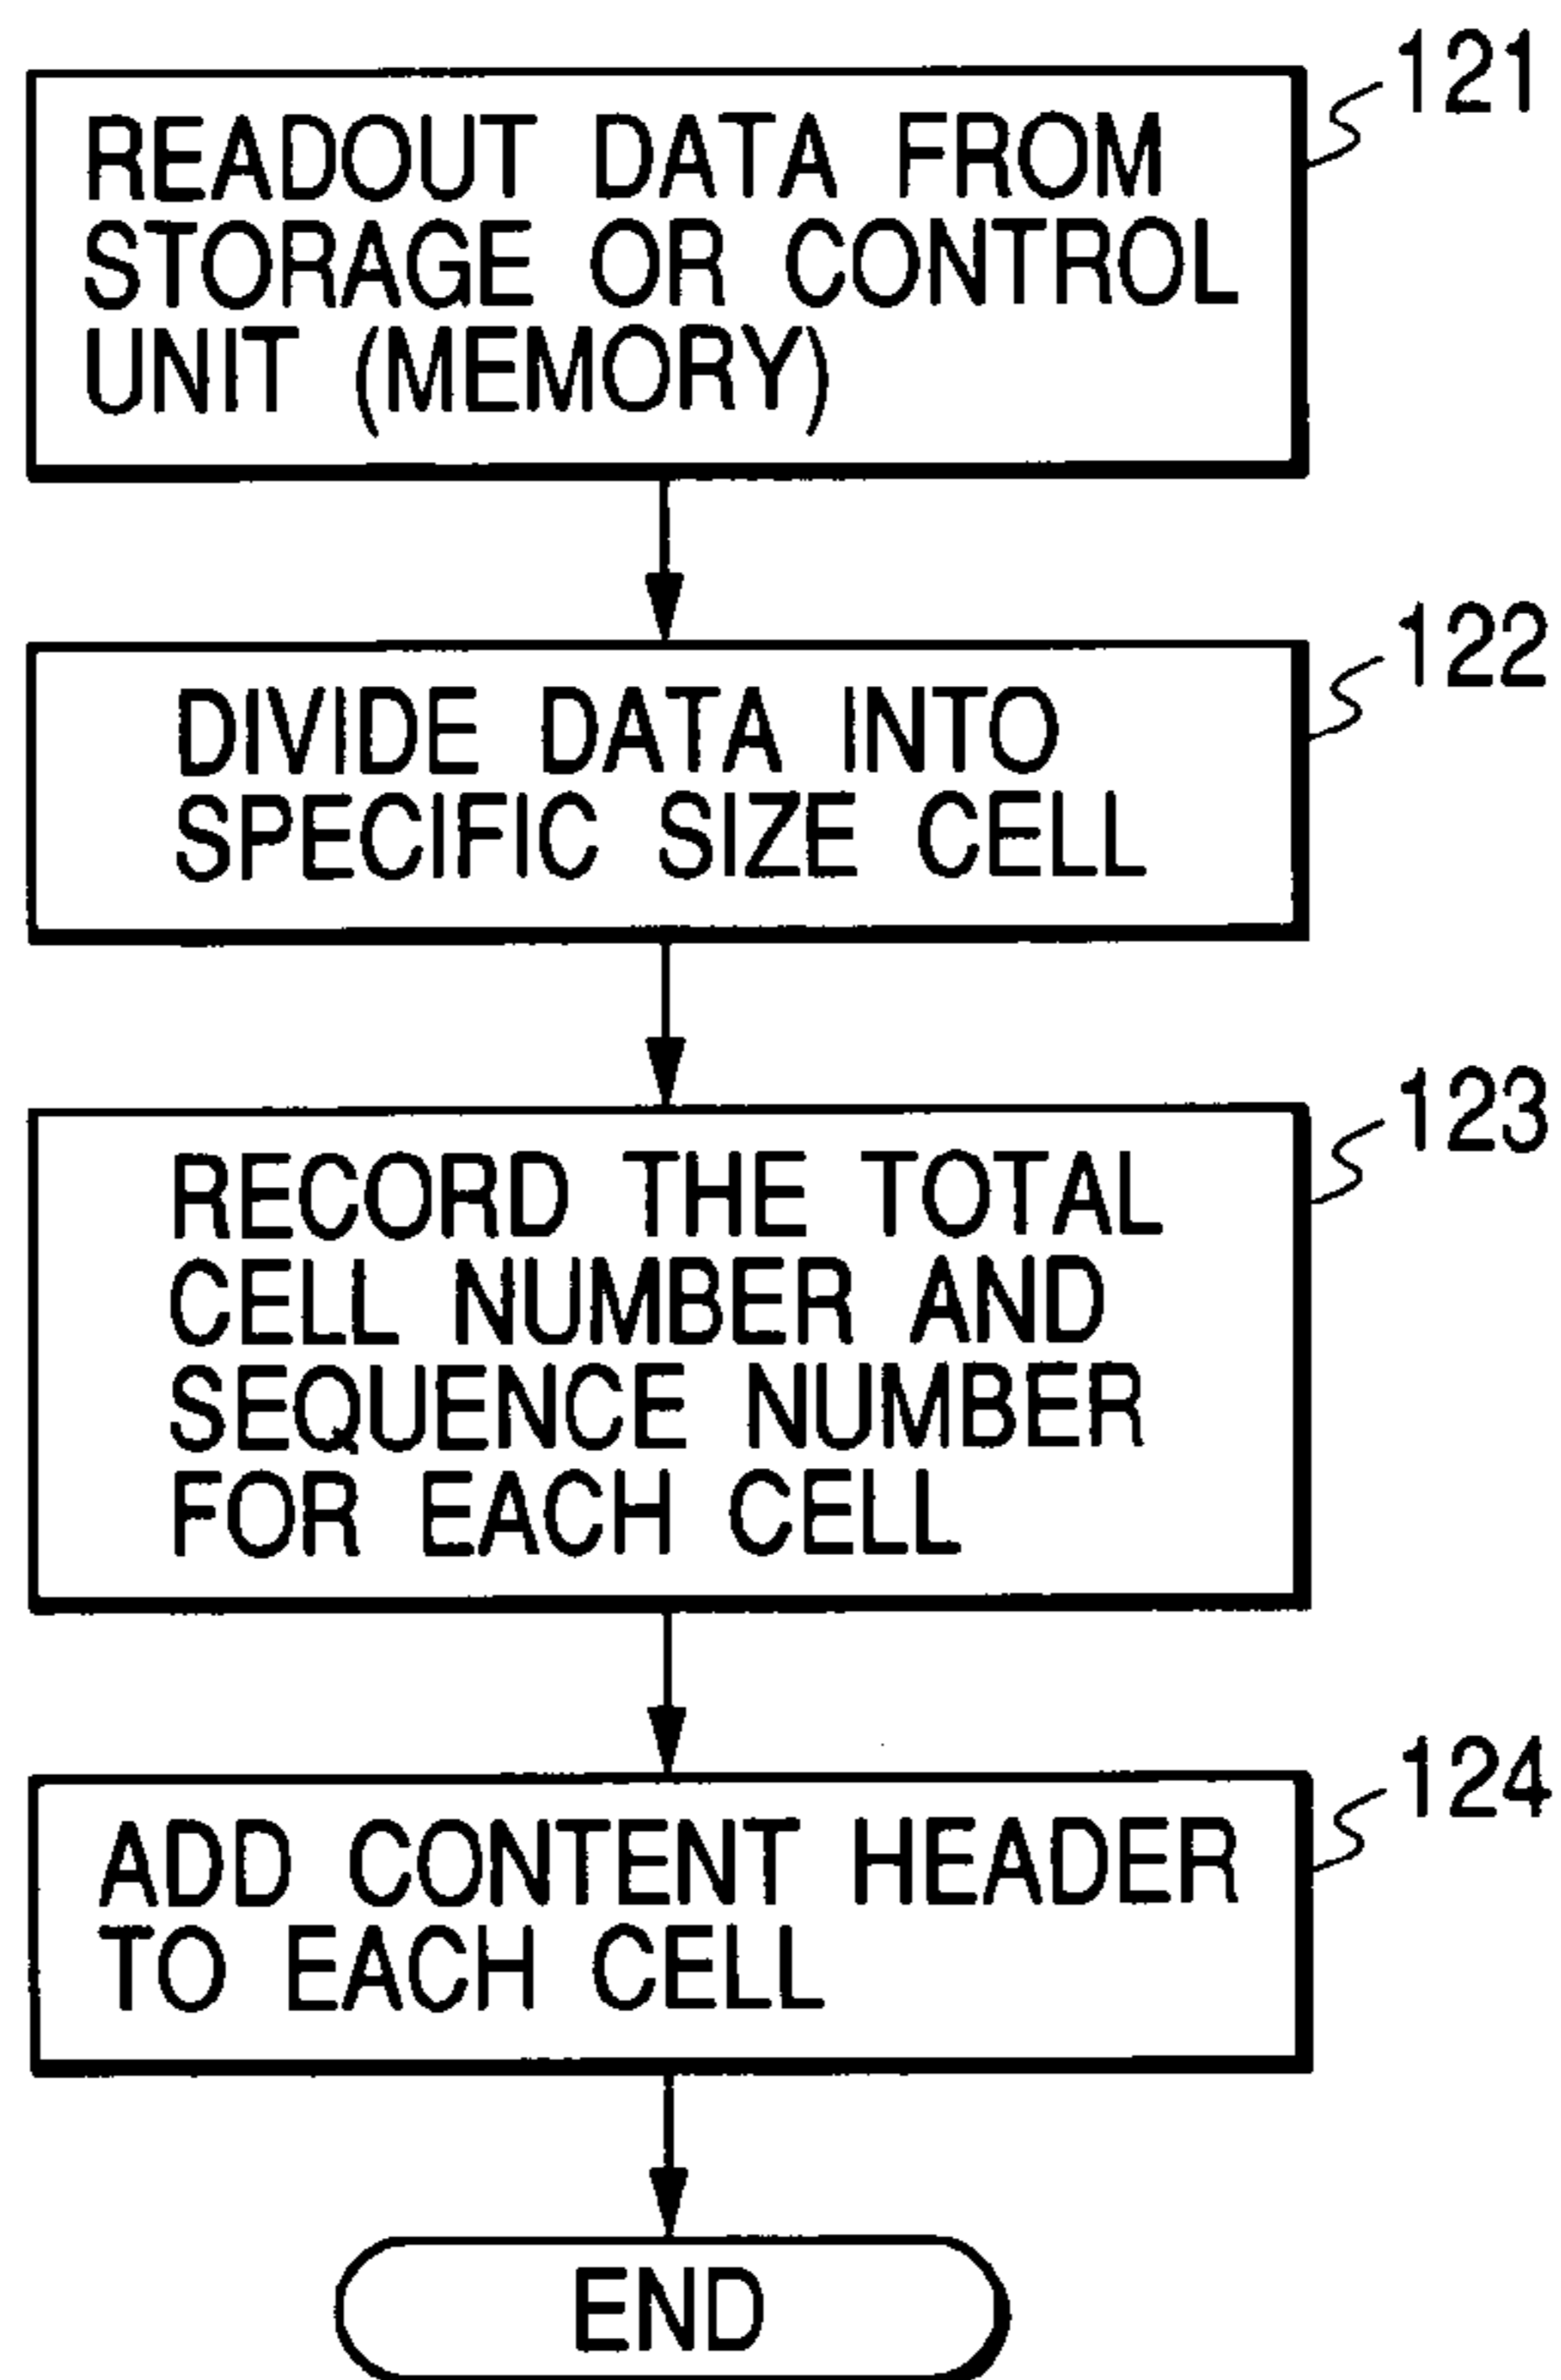 121
READOUT DATA FROM
STORAGE OR CONTROL
UNIT (MEMORY)
122
DIVIDE DATA INTO
SPECIFIC SIZE CELL
123
RECORD THE TOTAL
CELL NUMBER AND
SEQUENCE NUMBER
FOR EACH CELL
124
ADD CONTENT HEADER
TO EACH CELL
END